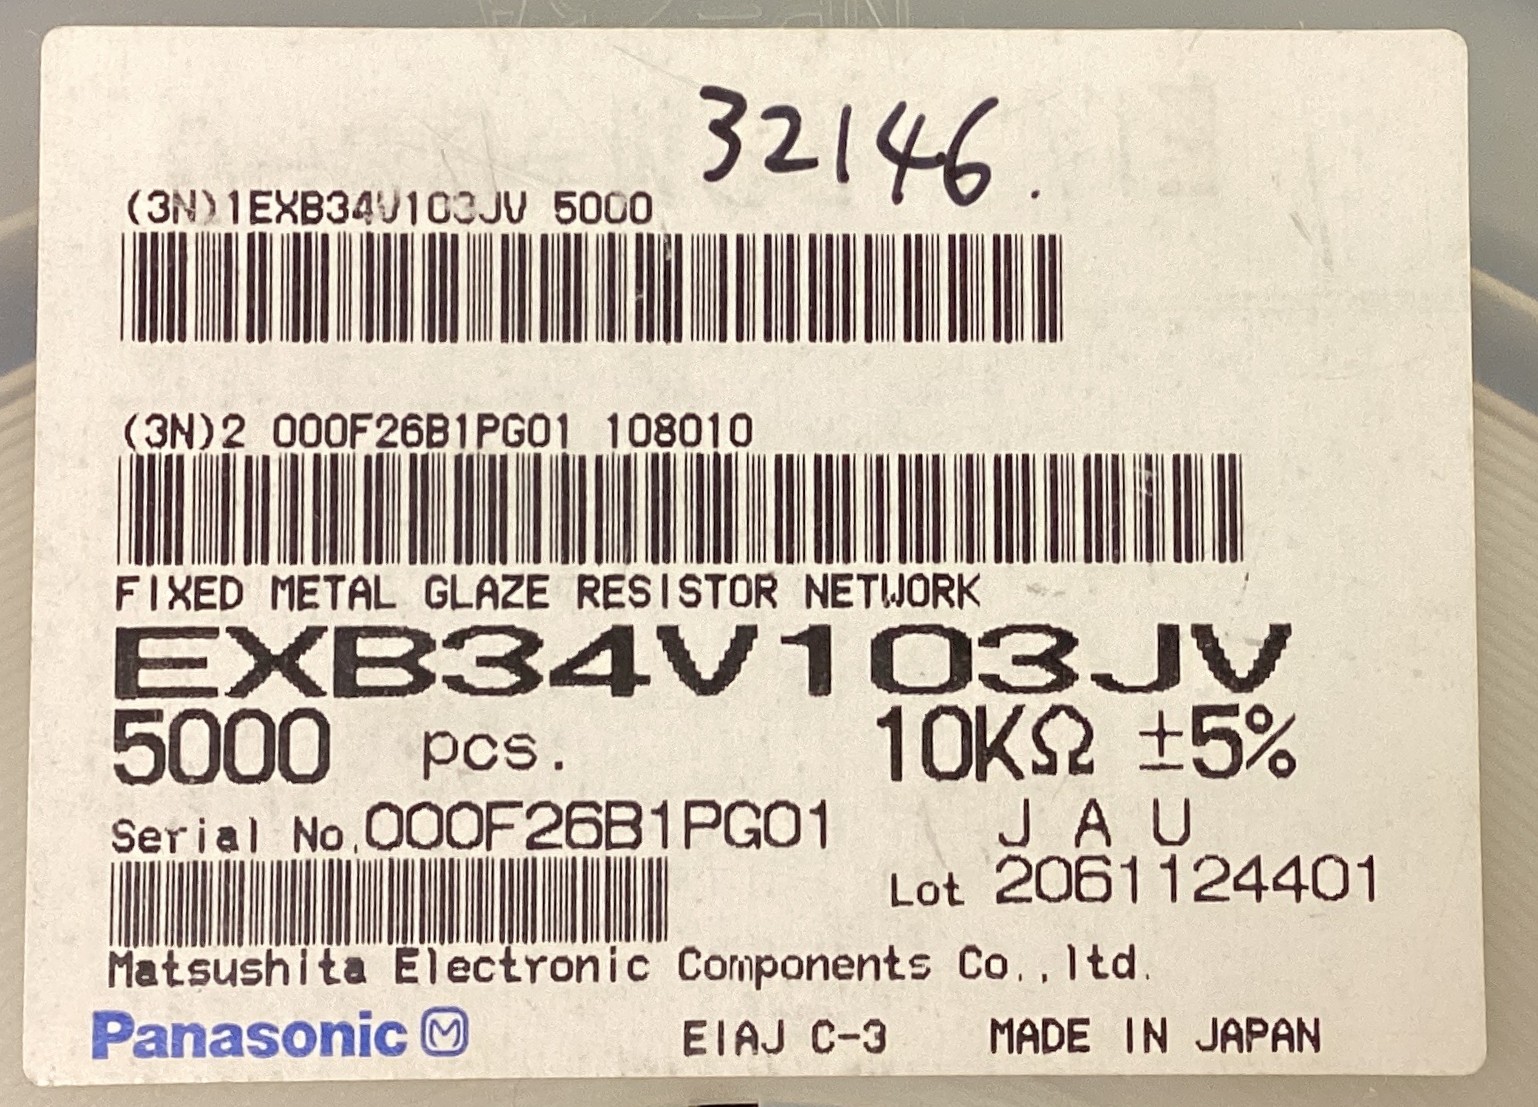 32146.
(3N)1EXB34V103JV 5000
(3N)2 000F26B1PG01 108010
FIXED METAL GLAZE RESISTOR NETWORK
EXB34V103JV
5000 pcs. 10KΩ ±5%
Serial No.000F26B1PG01 J A U
Lot 2061124401
Matsushita Electronic Components Co.,ltd.
Panasonic M EIAJ C-3 MADE IN JAPAN